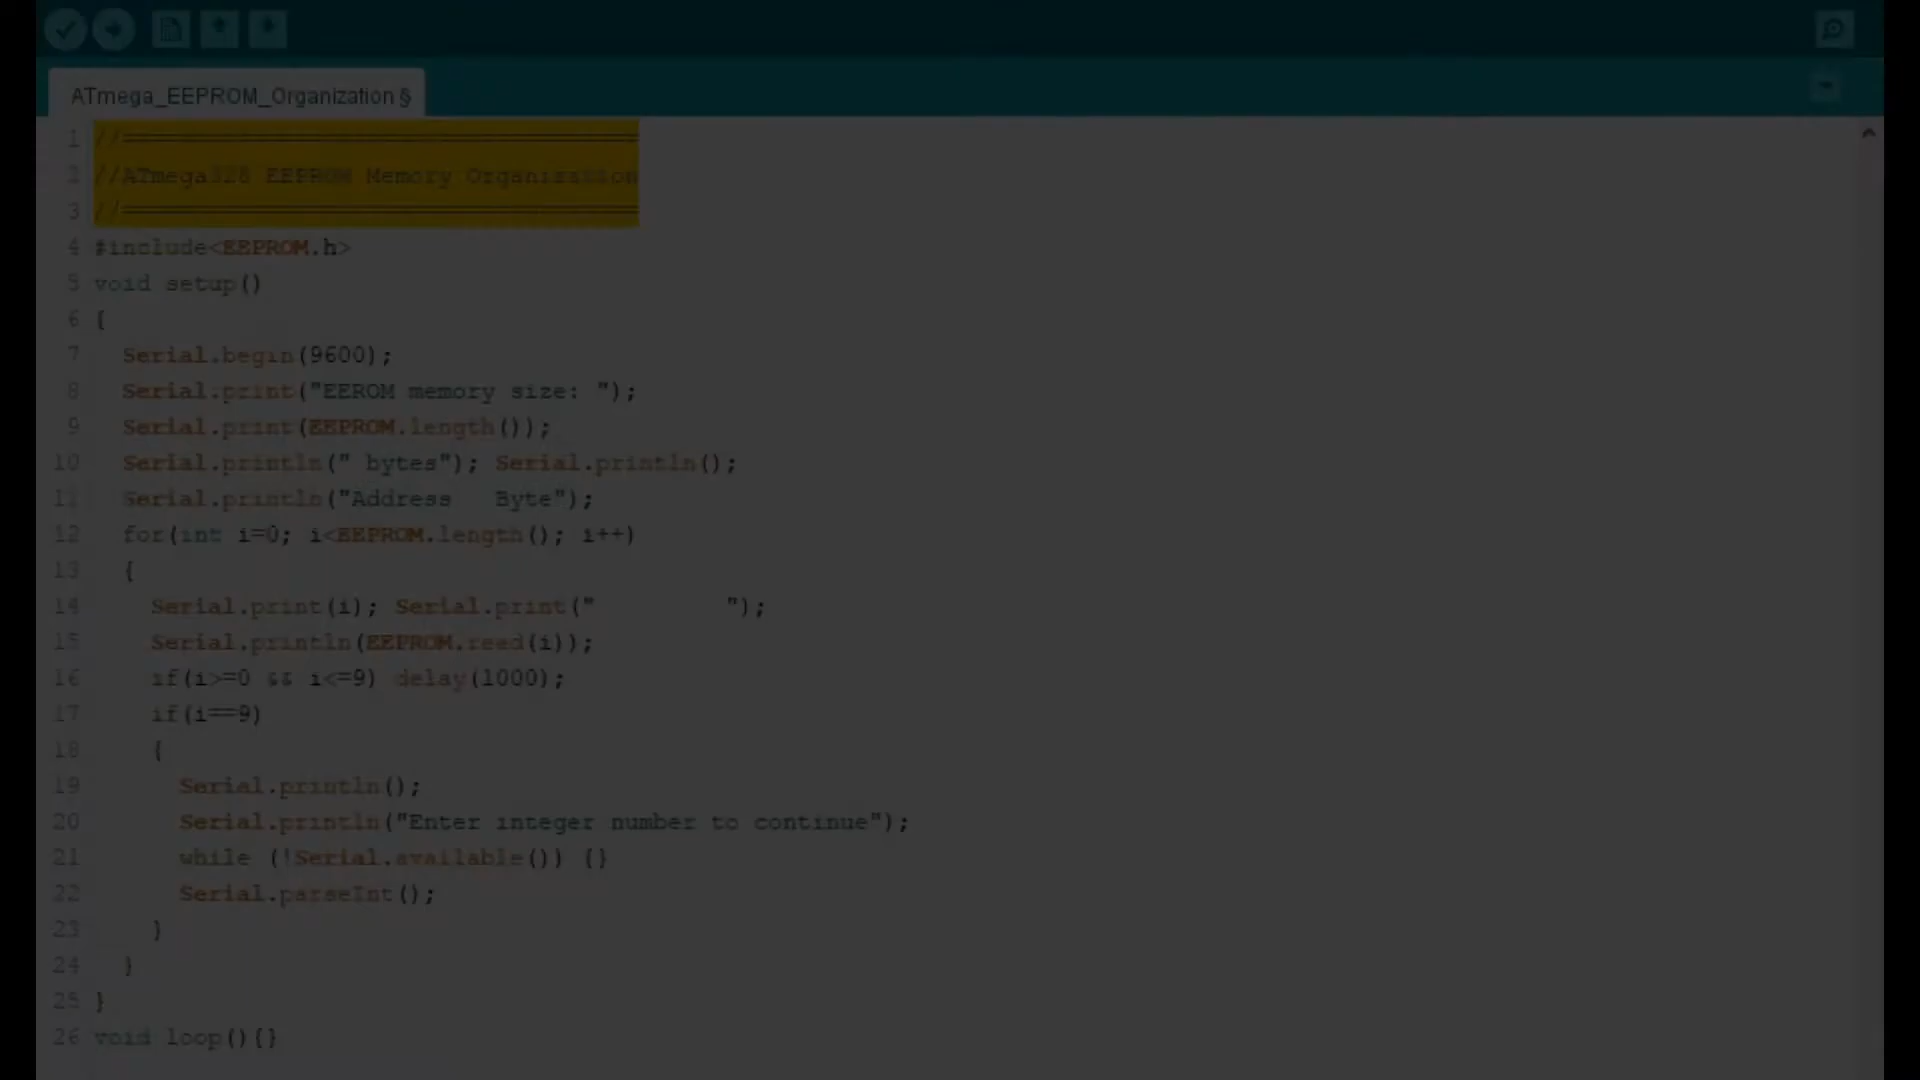 ATmega_EEPROM_Organization §
1 //====================================
2 //ATmega328 EEPROM Memory Organization
3 //====================================
4 #include<EEPROM.h>
5 void setup()
6 {
7 Serial.begin(9600);
8 Serial.print("EEROM memory size: ");
9 Serial.print(EEPROM.length());
10 Serial.println(" bytes"); Serial.println();
11 Serial.println("Address   Byte");
12 for(int i=0; i<EEPROM.length(); i++)
13 {
14 Serial.print(i); Serial.print("         ");
15 Serial.println(EEPROM.read(i));
16 if(i>=0 && i<=9) delay(1000);
17 if(i==9)
18 {
19 Serial.println();
20 Serial.println("Enter integer number to continue");
21 while (!Serial.available()) {}
22 Serial.parseInt();
23 }
24 }
25 }
26 void loop(){}